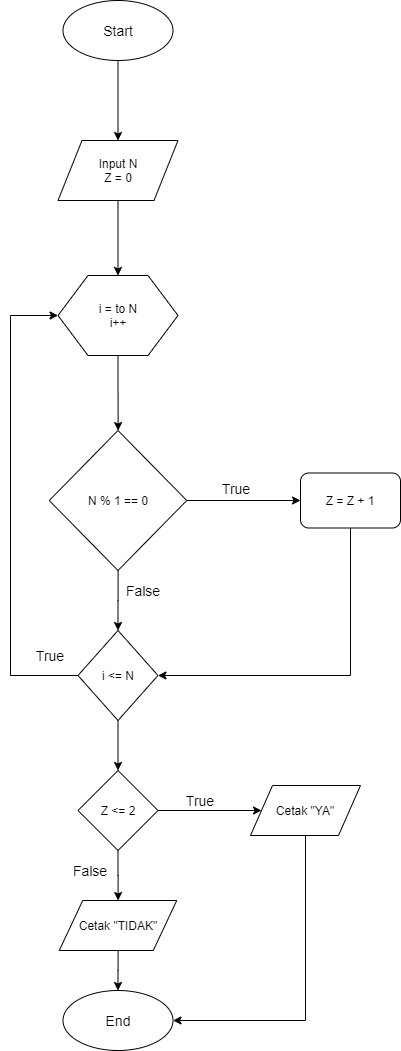 Start
Input N
Z = 0
i = to N
i++
N % 1 == 0
True
Z = Z + 1
False
True
i <= N
Z <= 2
True
Cetak "YA"
False
Cetak "TIDAK"
End